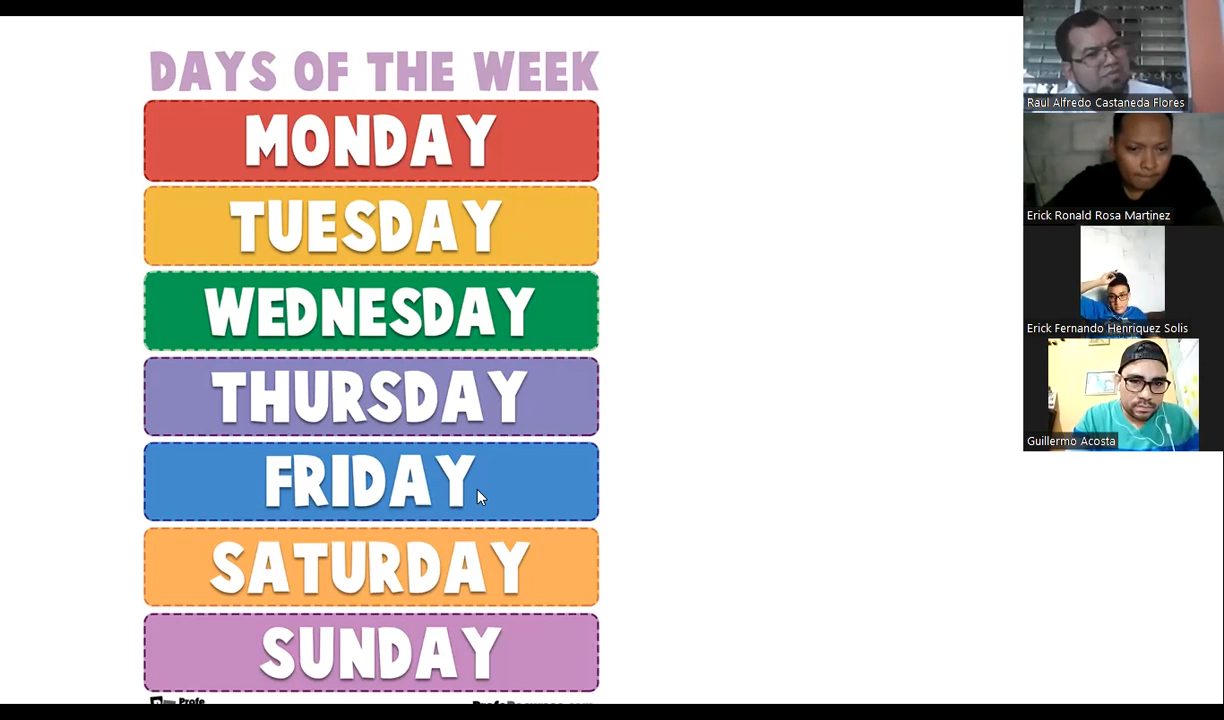 DAYS OF THE WEEK
MONDAY
TUESDAY
WEDNESDAY
THURSDAY
FRIDAY
SATURDAY
SUNDAY
Profe
Raul Alfredo Castaneda Flores
Erick Ronald Rosa Martinez
Erick Fernando Henriquez Solis
Guillermo Acosta